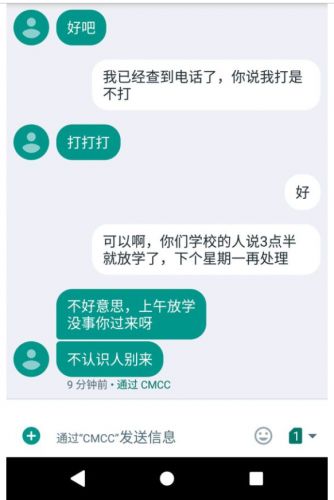 好吧
我已经查到电话了，你说我打是
不打
打打打
好
可以啊，你们学校的人说3点半
就放学了，下个星期一再处理
不好意思，上午放学
没事你过来呀
不认识人别来
9 分钟前 • 通过 CMCC
通过"CMCC"发送信息
1